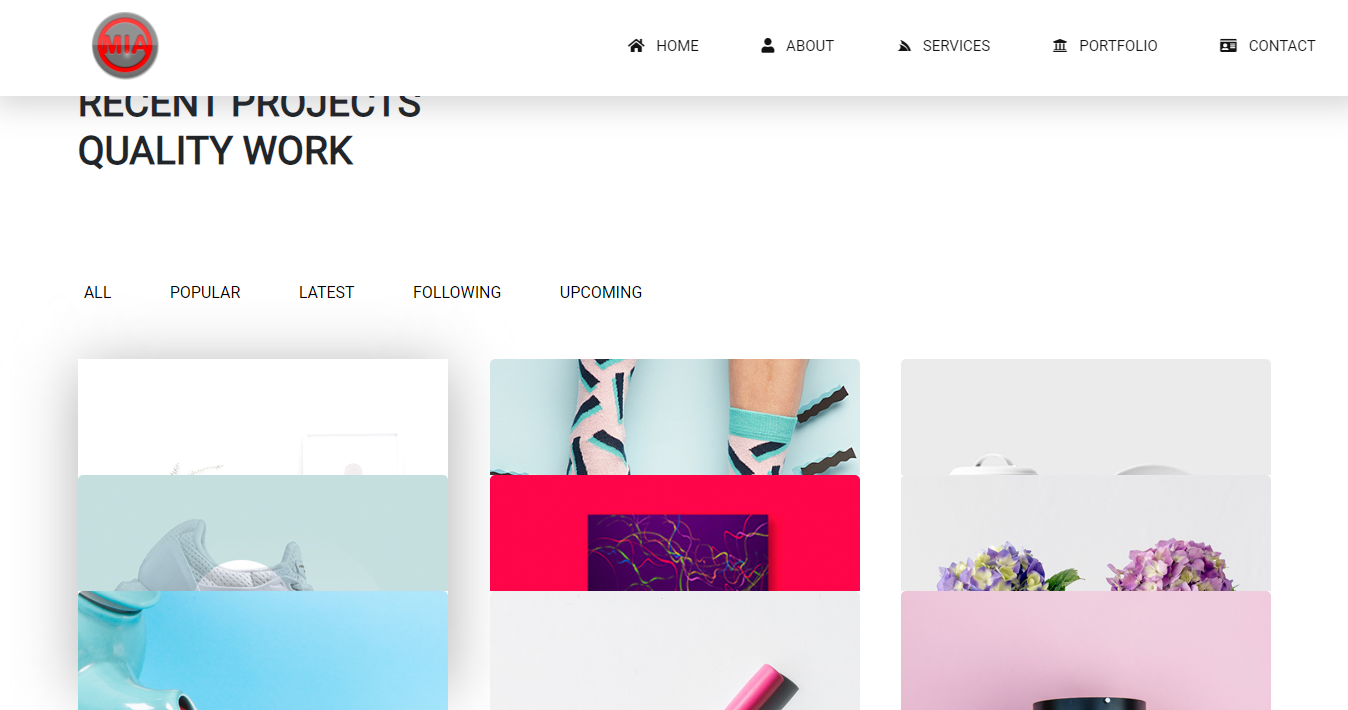 MIA
HOME
ABOUT
SERVICES
PORTFOLIO
CONTACT
RECENT PROJECTS
QUALITY WORK
ALL
POPULAR
LATEST
FOLLOWING
UPCOMING